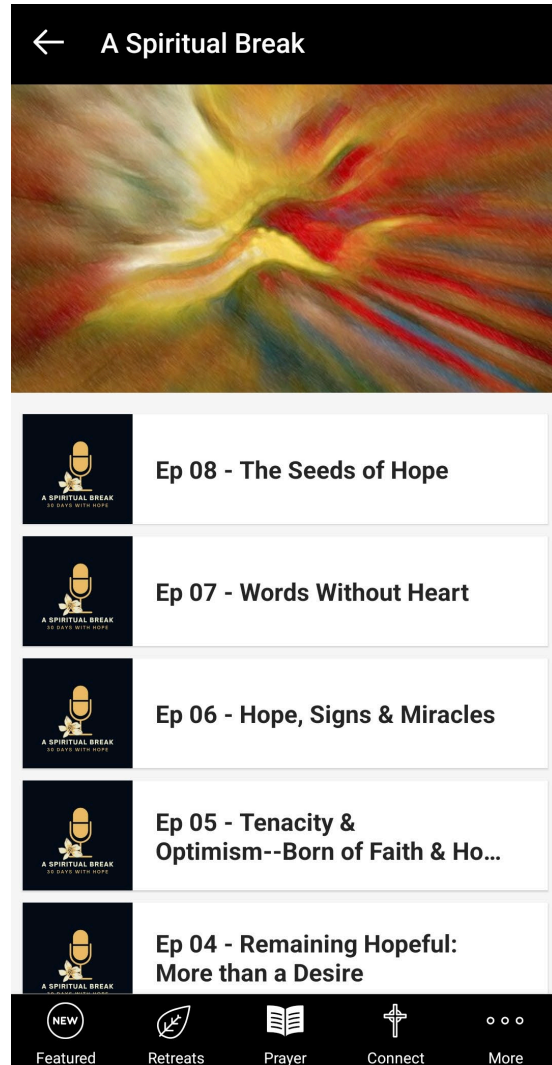 A Spiritual Break
A SPIRITUAL BREAK
30 DAYS WITH HOPE
Ep 08 - The Seeds of Hope
A SPIRITUAL BREAK
30 DAYS WITH HOPE
Ep 07 - Words Without Heart
A SPIRITUAL BREAK
30 DAYS WITH HOPE
Ep 06 - Hope, Signs & Miracles
A SPIRITUAL BREAK
30 DAYS WITH HOPE
Ep 05 - Tenacity &
Optimism--Born of Faith & Ho...
A SPIRITUAL BREAK
Ep 04 - Remaining Hopeful:
More than a Desire
NEW
Featured
Retreats
Prayer
Connect
More